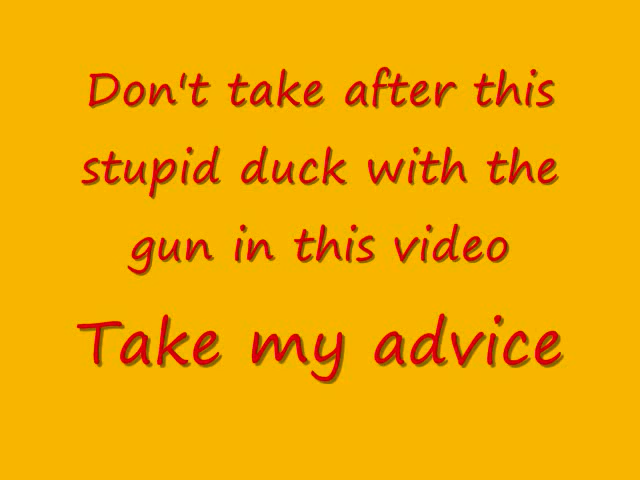 Don't take after this
stupid duck with the
gun in this video
Take my advice